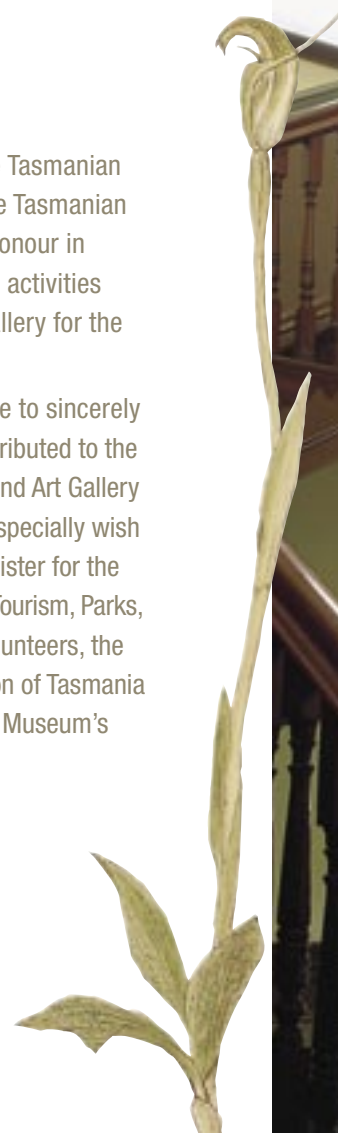 Tasmanian
e Tasmanian
onour in
activities
llery for the
e to sincerely
ributed to the
nd Art Gallery
specially wish
ister for the
Tourism, Parks,
unteers, the
on of Tasmania
Museum's